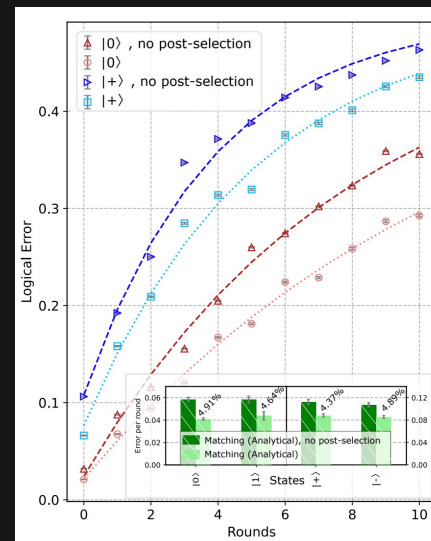 |0⟩ , no post-selection
|0⟩
|+⟩ , no post-selection
|+⟩
Logical Error
0.4
0.3
0.2
0.1
0.0
0 2 4 6 8 10
Rounds
Error per round
0.06
0.04
0.02
0.00
4.91% 4.64% 4.37% 4.89%
Matching (Analytical), no post-selection
Matching (Analytical)
0.12
0.08
0.04
0.00
|0⟩ |1⟩ |+⟩ |-⟩
States